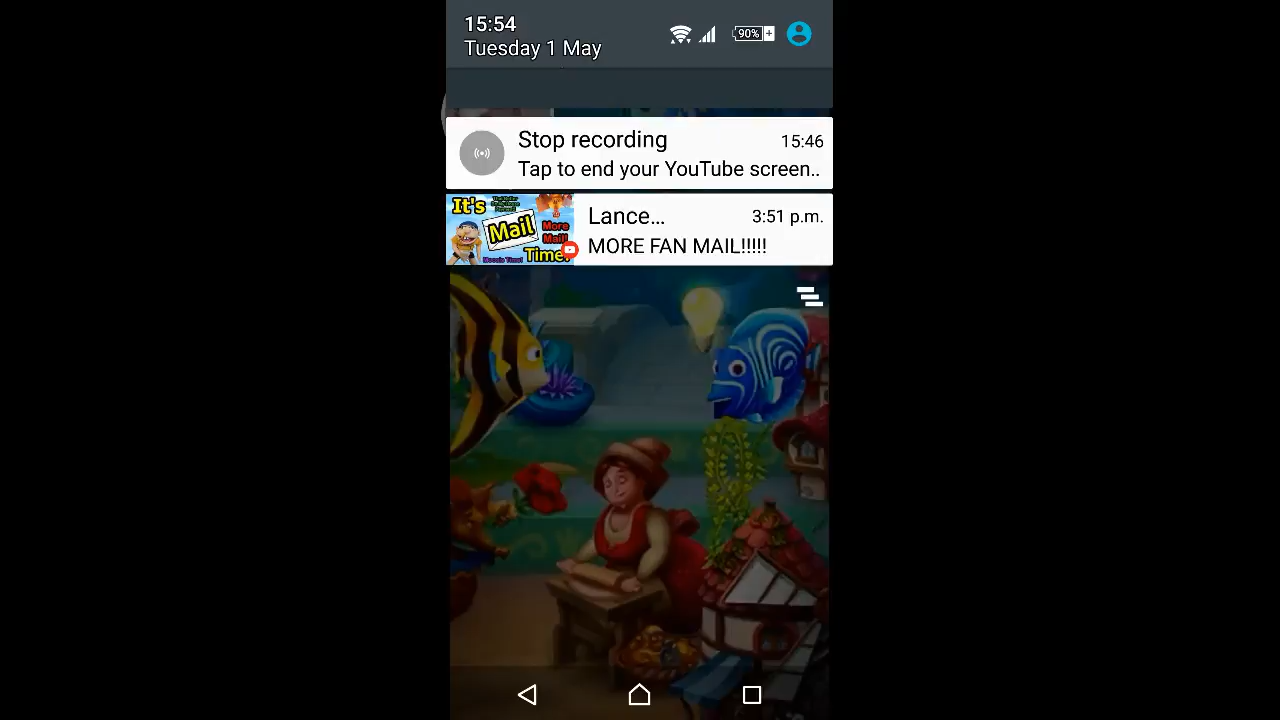 15:54
90%
Tuesday 1 May
Stop recording 15:46
Tap to end your YouTube screen..
It's
Mail
More
Mail!
Time!
Lance... 3:51 p.m.
MORE FAN MAIL!!!!!